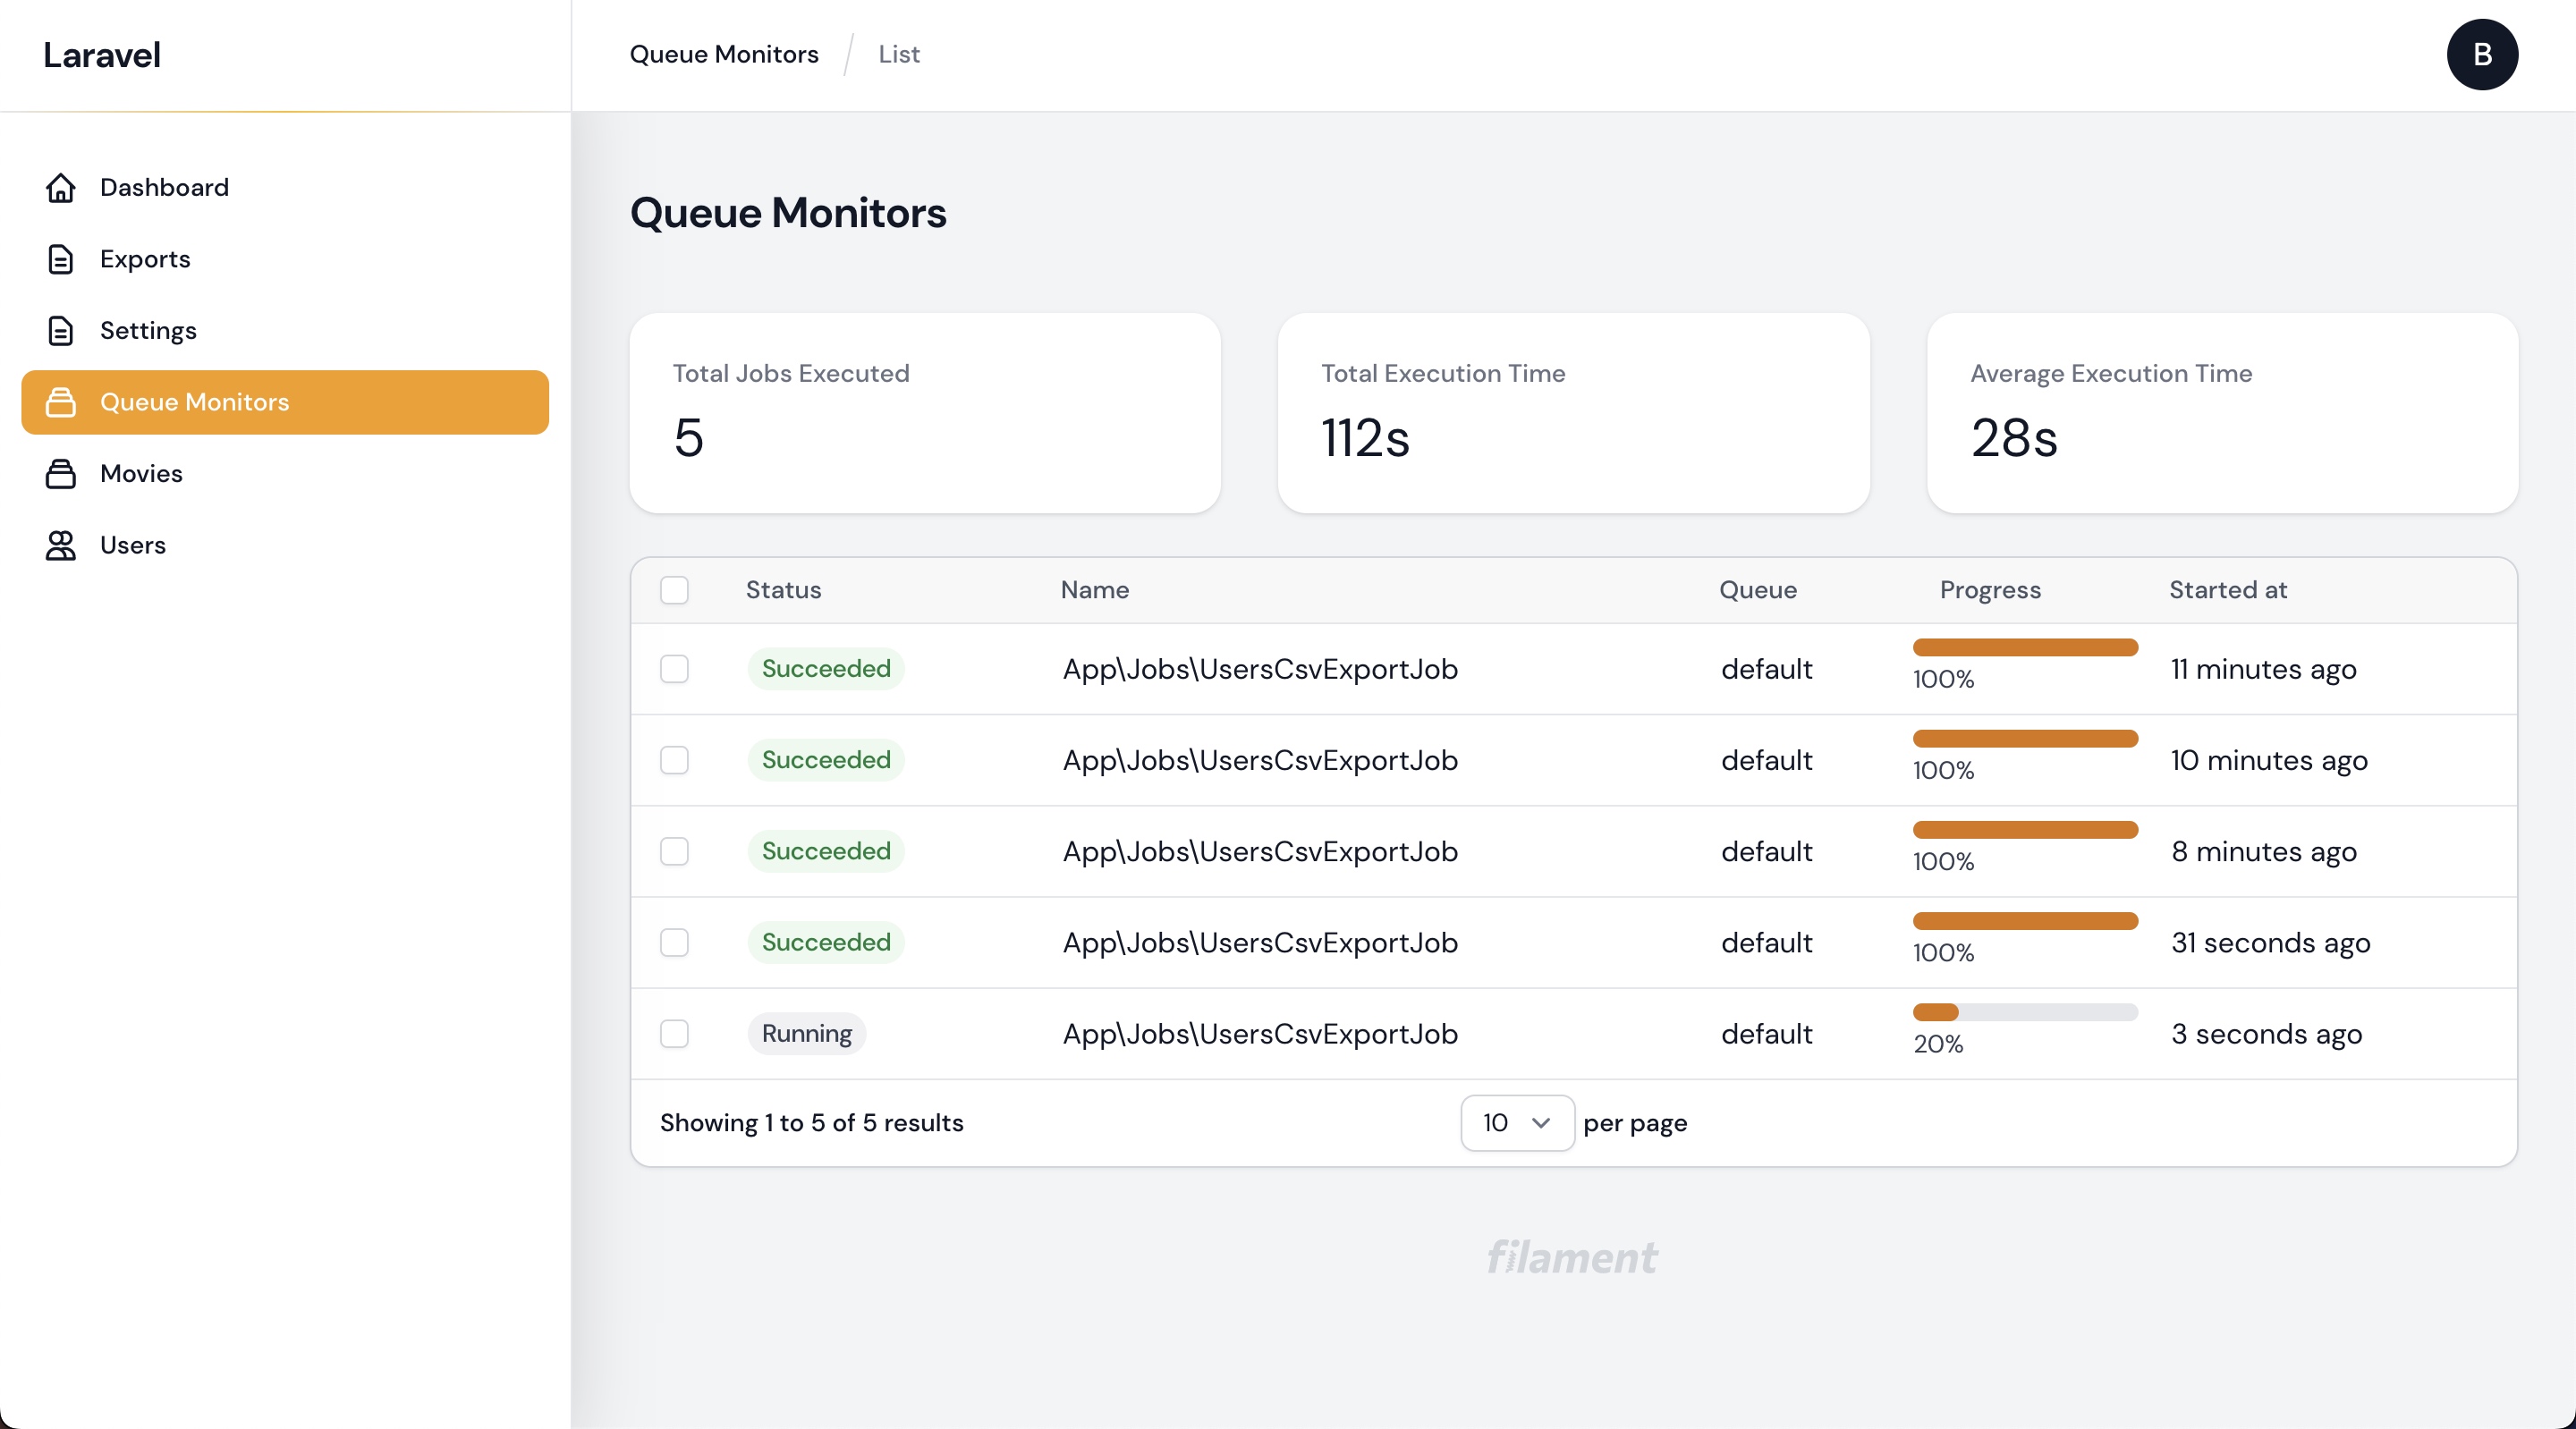 Laravel
Queue Monitors / List
B
Dashboard
Exports
Settings
Queue Monitors
Movies
Users
Queue Monitors
Total Jobs Executed
5
Total Execution Time
112s
Average Execution Time
28s
Status Name Queue Progress Started at
Succeeded App\Jobs\UsersCsvExportJob default 100% 11 minutes ago
Succeeded App\Jobs\UsersCsvExportJob default 100% 10 minutes ago
Succeeded App\Jobs\UsersCsvExportJob default 100% 8 minutes ago
Succeeded App\Jobs\UsersCsvExportJob default 100% 31 seconds ago
Running App\Jobs\UsersCsvExportJob default 20% 3 seconds ago
Showing 1 to 5 of 5 results 10 per page
filament